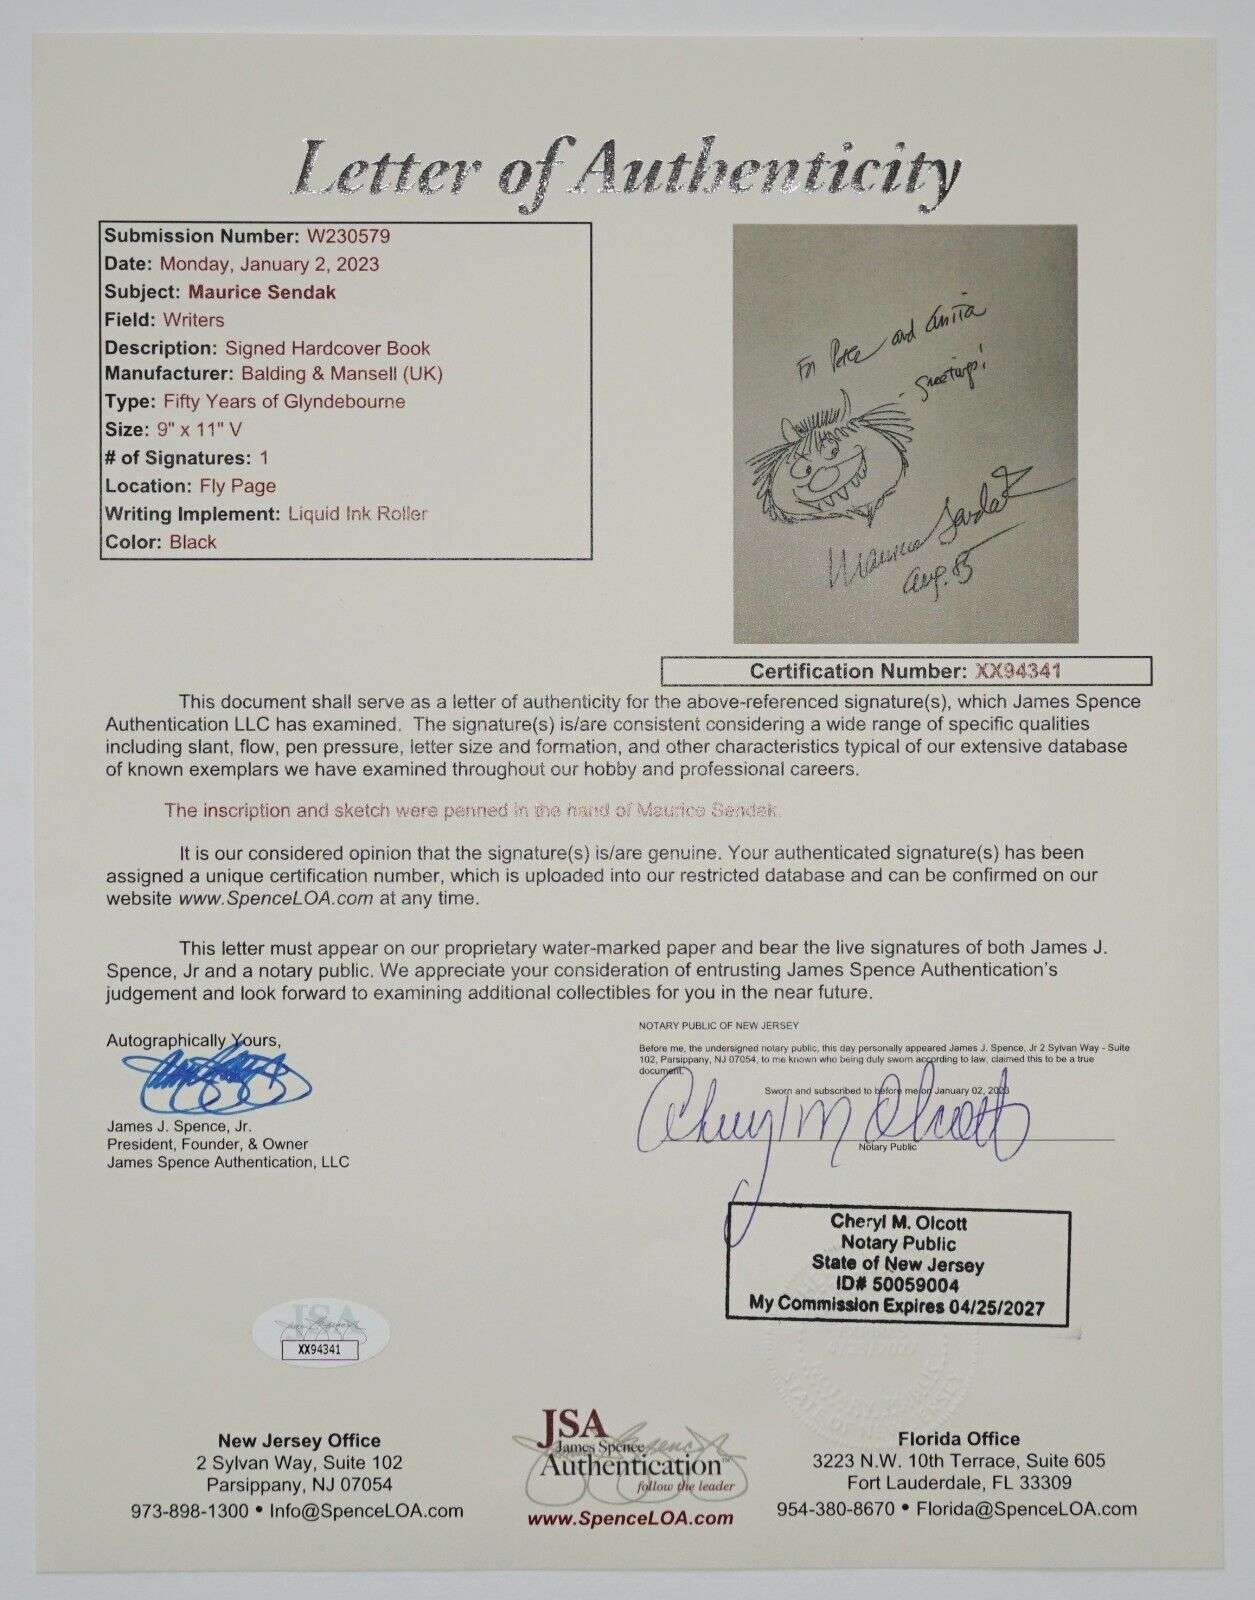 Letter of Authenticity
Submission Number: W230579
Date: Monday, January 2, 2023
Subject: Maurice Sendak
Field: Writers
Description: Signed Hardcover Book
Manufacturer: Balding & Mansell (UK)
Type: Fifty Years of Glyndebourne
Size: 9" x 11" V
# of Signatures: 1
Location: Fly Page
Writing Implement: Liquid Ink Roller
Color: Black
For Pete and Anita
- Greetings!
Maurice Sendak
Aug. 85
Certification Number: XX94341
This document shall serve as a letter of authenticity for the above-referenced signature(s), which James Spence
Authentication LLC has examined. The signature(s) is/are consistent considering a wide range of specific qualities
including slant, flow, pen pressure, letter size and formation, and other characteristics typical of our extensive database
of known exemplars we have examined throughout our hobby and professional careers.
The inscription and sketch were penned in the hand of Maurice Sendak.
It is our considered opinion that the signature(s) is/are genuine. Your authenticated signature(s) has been
assigned a unique certification number, which is uploaded into our restricted database and can be confirmed on our
website www.SpenceLOA.com at any time.
This letter must appear on our proprietary water-marked paper and bear the live signatures of both James J.
Spence, Jr and a notary public. We appreciate your consideration of entrusting James Spence Authentication's
judgement and look forward to examining additional collectibles for you in the near future.
Autographically Yours,
James J. Spence, Jr.
President, Founder, & Owner
James Spence Authentication, LLC
NOTARY PUBLIC OF NEW JERSEY
Before me, the undersigned notary public, this day personally appeared James J. Spence, Jr 2 Sylvan Way - Suite
102, Parsippany, NJ 07054, to me known who being duly sworn according to law, claimed this to be a true
document.
Sworn and subscribed to before me on January 02, 2023
Cheryl M Olcott
Notary Public
Cheryl M. Olcott
Notary Public
State of New Jersey
ID# 50059004
My Commission Expires 04/25/2027
JSA
XX94341
New Jersey Office
2 Sylvan Way, Suite 102
Parsippany, NJ 07054
973-898-1300 • Info@SpenceLOA.com
JSA
James Spence
Authentication™
follow the leader
www.SpenceLOA.com
Florida Office
3223 N.W. 10th Terrace, Suite 605
Fort Lauderdale, FL 33309
954-380-8670 • Florida@SpenceLOA.com